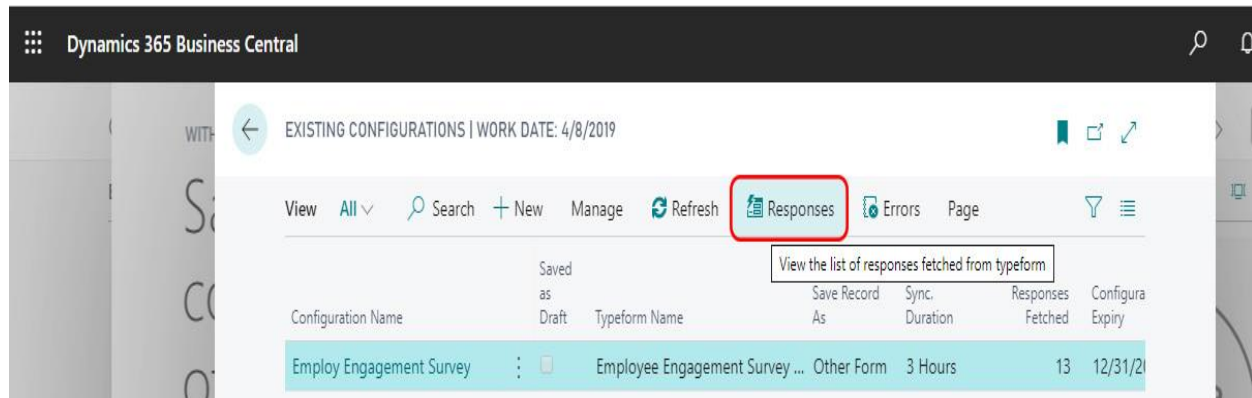 Dynamics 365 Business Central
WITH
EXISTING CONFIGURATIONS | WORK DATE: 4/8/2019
View All Search + New Manage Refresh Responses Errors Page
View the list of responses fetched from typeform
Configuration Name
Saved as Draft
Typeform Name
Save Record As
Sync. Duration
Responses Fetched
Configura
Expiry
Employ Engagement Survey Employee Engagement Survey ... Other Form 3 Hours 13 12/31/20